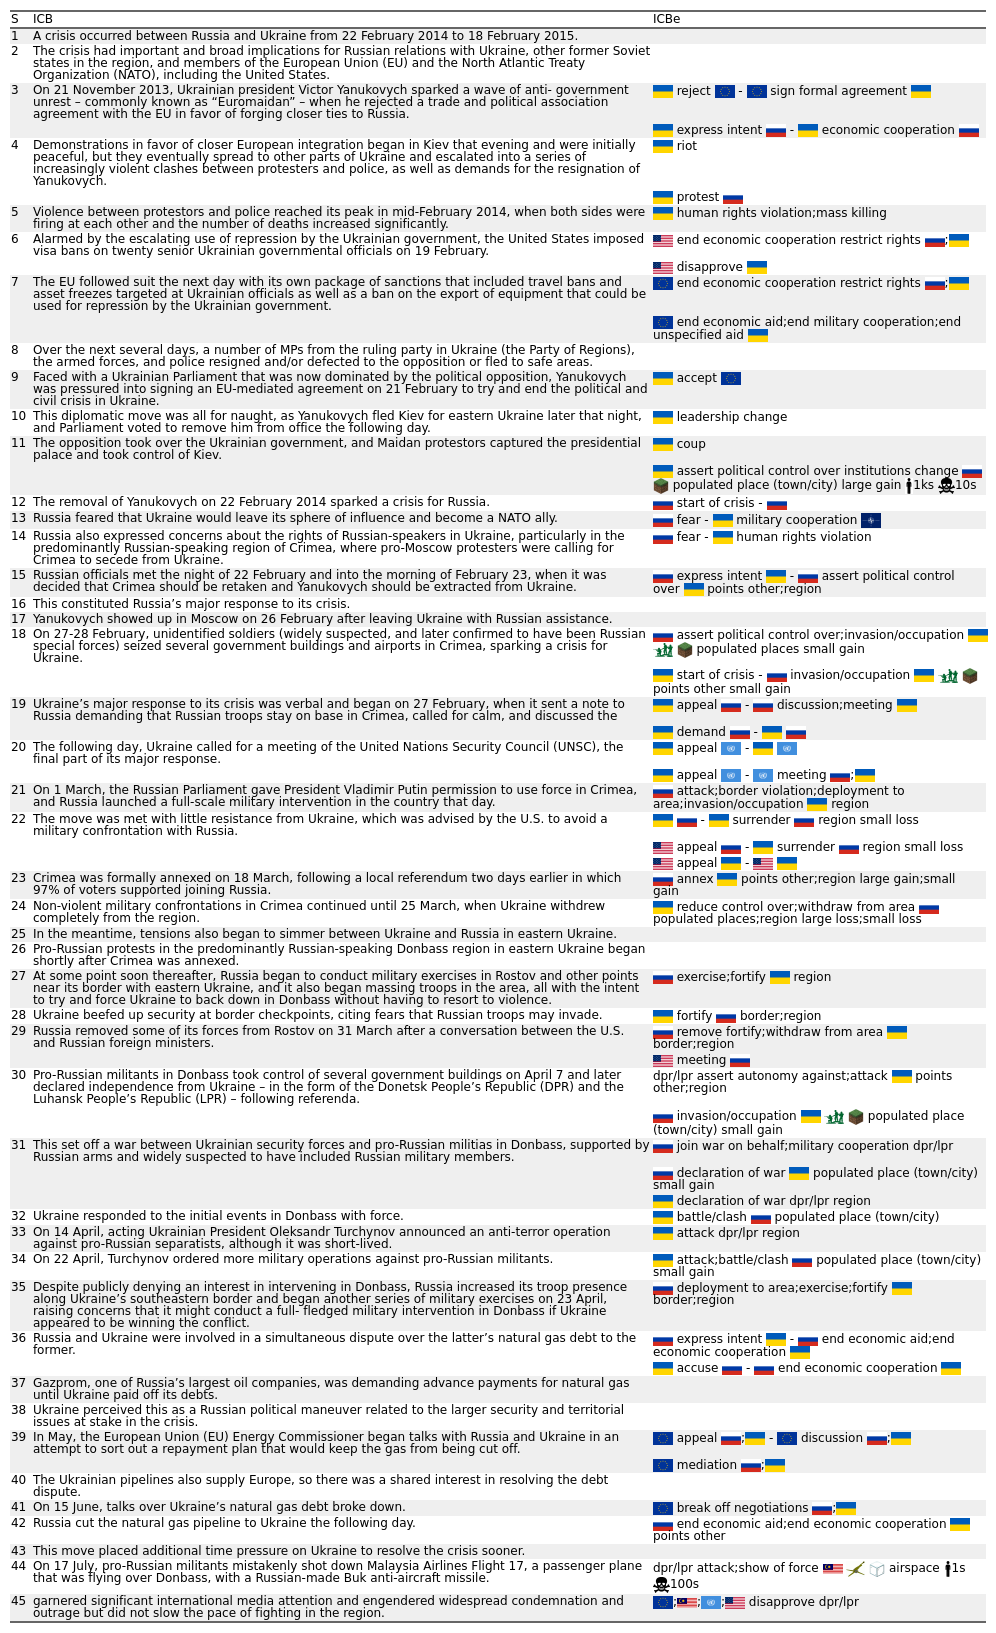 S ICB ICBe
1 A crisis occurred between Russia and Ukraine from 22 February 2014 to 18 February 2015.
2 The crisis had important and broad implications for Russian relations with Ukraine, other former Soviet
states in the region, and members of the European Union (EU) and the North Atlantic Treaty
Organization (NATO), including the United States.
3 On 21 November 2013, Ukrainian president Victor Yanukovych sparked a wave of anti- government
unrest – commonly known as “Euromaidan” – when he rejected a trade and political association
agreement with the EU in favor of forging closer ties to Russia.
reject - sign formal agreement
express intent - economic cooperation
4 Demonstrations in favor of closer European integration began in Kiev that evening and were initially
peaceful, but they eventually spread to other parts of Ukraine and escalated into a series of
increasingly violent clashes between protesters and police, as well as demands for the resignation of
Yanukovych.
riot
protest
5 Violence between protestors and police reached its peak in mid-February 2014, when both sides were
firing at each other and the number of deaths increased significantly.
human rights violation;mass killing
6 Alarmed by the escalating use of repression by the Ukrainian government, the United States imposed
visa bans on twenty senior Ukrainian governmental officials on 19 February.
end economic cooperation restrict rights ;
disapprove
7 The EU followed suit the next day with its own package of sanctions that included travel bans and
asset freezes targeted at Ukrainian officials as well as a ban on the export of equipment that could be
used for repression by the Ukrainian government.
end economic cooperation restrict rights ;
end economic aid;end military cooperation;end
unspecified aid
8 Over the next several days, a number of MPs from the ruling party in Ukraine (the Party of Regions),
the armed forces, and police resigned and/or defected to the opposition or fled to safe areas.
9 Faced with a Ukrainian Parliament that was now dominated by the political opposition, Yanukovych
was pressured into signing an EU-mediated agreement on 21 February to try and end the political and
civil crisis in Ukraine.
accept
10 This diplomatic move was all for naught, as Yanukovych fled Kiev for eastern Ukraine later that night,
and Parliament voted to remove him from office the following day.
leadership change
11 The opposition took over the Ukrainian government, and Maidan protestors captured the presidential
palace and took control of Kiev.
coup
assert political control over institutions change
populated place (town/city) large gain 1ks 10s
12 The removal of Yanukovych on 22 February 2014 sparked a crisis for Russia.
start of crisis -
13 Russia feared that Ukraine would leave its sphere of influence and become a NATO ally.
fear - military cooperation
14 Russia also expressed concerns about the rights of Russian-speakers in Ukraine, particularly in the
predominantly Russian-speaking region of Crimea, where pro-Moscow protesters were calling for
Crimea to secede from Ukraine.
fear - human rights violation
15 Russian officials met the night of 22 February and into the morning of February 23, when it was
decided that Crimea should be retaken and Yanukovych should be extracted from Ukraine.
express intent - assert political control
over points other;region
16 This constituted Russia’s major response to its crisis.
17 Yanukovych showed up in Moscow on 26 February after leaving Ukraine with Russian assistance.
18 On 27-28 February, unidentified soldiers (widely suspected, and later confirmed to have been Russian
special forces) seized several government buildings and airports in Crimea, sparking a crisis for
Ukraine.
assert political control over;invasion/occupation
populated places small gain
start of crisis - invasion/occupation
points other small gain
19 Ukraine’s major response to its crisis was verbal and began on 27 February, when it sent a note to
Russia demanding that Russian troops stay on base in Crimea, called for calm, and discussed the
appeal - discussion;meeting
demand -
20 The following day, Ukraine called for a meeting of the United Nations Security Council (UNSC), the
final part of its major response.
appeal -
appeal - meeting ;
21 On 1 March, the Russian Parliament gave President Vladimir Putin permission to use force in Crimea,
and Russia launched a full-scale military intervention in the country that day.
attack;border violation;deployment to
area;invasion/occupation region
22 The move was met with little resistance from Ukraine, which was advised by the U.S. to avoid a
military confrontation with Russia.
- surrender region small loss
appeal - surrender region small loss
appeal -
23 Crimea was formally annexed on 18 March, following a local referendum two days earlier in which
97% of voters supported joining Russia.
annex points other;region large gain;small
gain
24 Non-violent military confrontations in Crimea continued until 25 March, when Ukraine withdrew
completely from the region.
reduce control over;withdraw from area
populated places;region large loss;small loss
25 In the meantime, tensions also began to simmer between Ukraine and Russia in eastern Ukraine.
26 Pro-Russian protests in the predominantly Russian-speaking Donbass region in eastern Ukraine began
shortly after Crimea was annexed.
27 At some point soon thereafter, Russia began to conduct military exercises in Rostov and other points
near its border with eastern Ukraine, and it also began massing troops in the area, all with the intent
to try and force Ukraine to back down in Donbass without having to resort to violence.
exercise;fortify region
28 Ukraine beefed up security at border checkpoints, citing fears that Russian troops may invade.
fortify border;region
29 Russia removed some of its forces from Rostov on 31 March after a conversation between the U.S.
and Russian foreign ministers.
remove fortify;withdraw from area
border;region
meeting
30 Pro-Russian militants in Donbass took control of several government buildings on April 7 and later
declared independence from Ukraine – in the form of the Donetsk People’s Republic (DPR) and the
Luhansk People’s Republic (LPR) – following referenda.
dpr/lpr assert autonomy against;attack points
other;region
invasion/occupation populated place
(town/city) small gain
31 This set off a war between Ukrainian security forces and pro-Russian militias in Donbass, supported by
Russian arms and widely suspected to have included Russian military members.
join war on behalf;military cooperation dpr/lpr
declaration of war populated place (town/city)
small gain
declaration of war dpr/lpr region
32 Ukraine responded to the initial events in Donbass with force.
battle/clash populated place (town/city)
33 On 14 April, acting Ukrainian President Oleksandr Turchynov announced an anti-terror operation
against pro-Russian separatists, although it was short-lived.
attack dpr/lpr region
34 On 22 April, Turchynov ordered more military operations against pro-Russian militants.
attack;battle/clash populated place (town/city)
small gain
35 Despite publicly denying an interest in intervening in Donbass, Russia increased its troop presence
along Ukraine’s southeastern border and began another series of military exercises on 23 April,
raising concerns that it might conduct a full- fledged military intervention in Donbass if Ukraine
appeared to be winning the conflict.
deployment to area;exercise;fortify
border;region
36 Russia and Ukraine were involved in a simultaneous dispute over the latter’s natural gas debt to the
former.
express intent - end economic aid;end
economic cooperation
accuse - end economic cooperation
37 Gazprom, one of Russia’s largest oil companies, was demanding advance payments for natural gas
until Ukraine paid off its debts.
38 Ukraine perceived this as a Russian political maneuver related to the larger security and territorial
issues at stake in the crisis.
39 In May, the European Union (EU) Energy Commissioner began talks with Russia and Ukraine in an
attempt to sort out a repayment plan that would keep the gas from being cut off.
appeal ; - discussion ;
mediation ;
40 The Ukrainian pipelines also supply Europe, so there was a shared interest in resolving the debt
dispute.
41 On 15 June, talks over Ukraine’s natural gas debt broke down.
break off negotiations ;
42 Russia cut the natural gas pipeline to Ukraine the following day.
end economic aid;end economic cooperation
points other
43 This move placed additional time pressure on Ukraine to resolve the crisis sooner.
44 On 17 July, pro-Russian militants mistakenly shot down Malaysia Airlines Flight 17, a passenger plane
that was flying over Donbass, with a Russian-made Buk anti-aircraft missile.
dpr/lpr attack;show of force airspace 1s
100s
45 garnered significant international media attention and engendered widespread condemnation and
outrage but did not slow the pace of fighting in the region.
; ; ; disapprove dpr/lpr